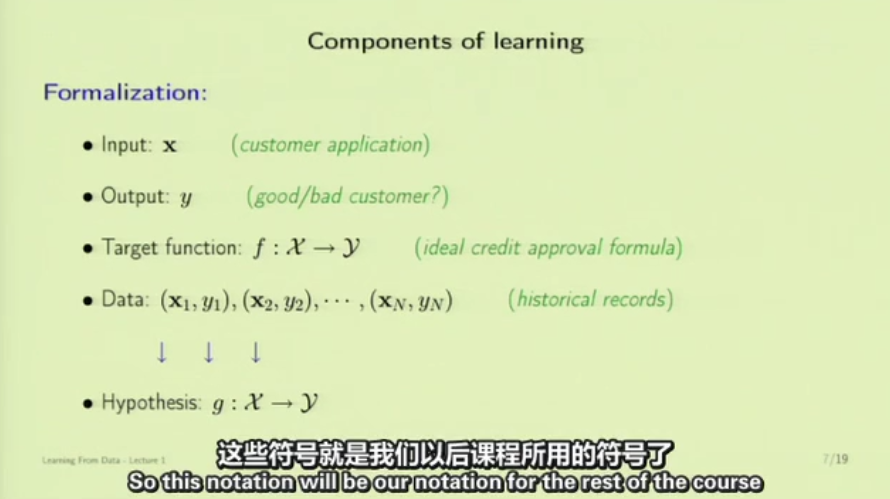 Components of learning
Formalization:
• Input: x (customer application)
• Output: y (good/bad customer?)
• Target function: f : 𝒳 → 𝒴 (ideal credit approval formula)
• Data: (x₁, y₁), (x₂, y₂), ⋯ , (x_N, y_N) (historical records)
↓ ↓ ↓
• Hypothesis: g : 𝒳 → 𝒴
这些符号就是我们以后课程所用的符号了
Learning From Data - Lecture 1 7/19
So this notation will be our notation for the rest of the course